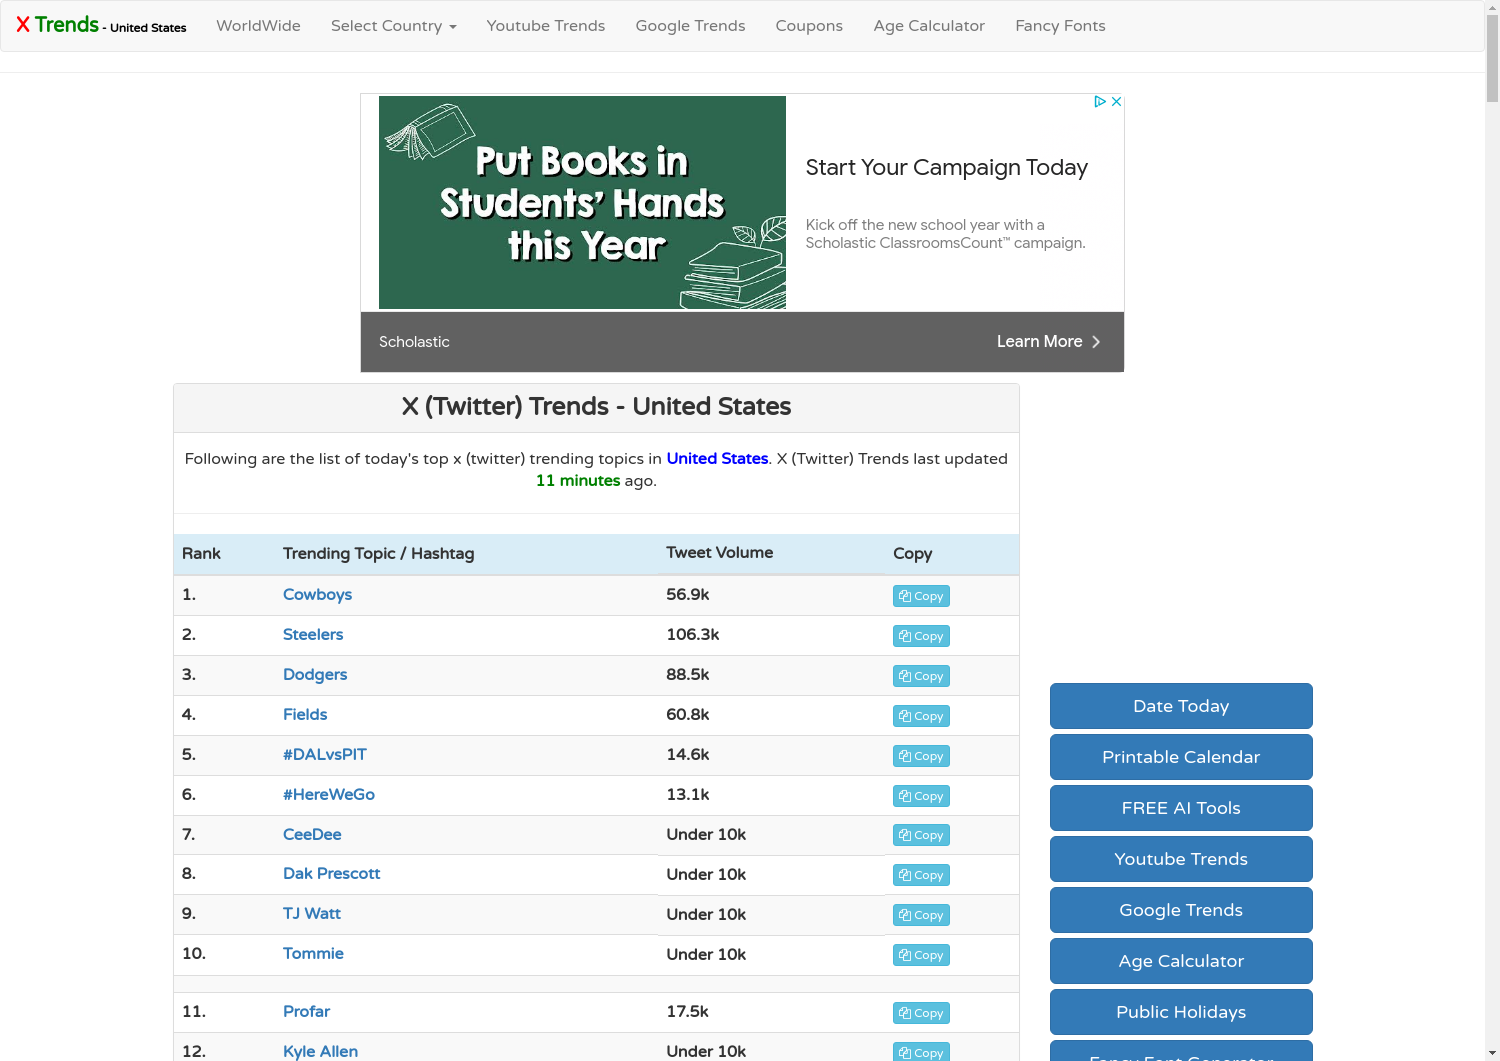 X Trends - United States WorldWide Select Country Youtube Trends Google Trends Coupons Age Calculator Fancy Fonts
Put Books in
Students' Hands
this Year
Start Your Campaign Today
Kick off the new school year with a
Scholastic ClassroomsCount™ campaign.
Scholastic Learn More
X (Twitter) Trends - United States
Following are the list of today's top x (twitter) trending topics in United States. X (Twitter) Trends last updated
11 minutes ago.
Rank Trending Topic / Hashtag Tweet Volume Copy
1. Cowboys 56.9k Copy
2. Steelers 106.3k Copy
3. Dodgers 88.5k Copy
4. Fields 60.8k Copy
5. #DALvsPIT 14.6k Copy
6. #HereWeGo 13.1k Copy
7. CeeDee Under 10k Copy
8. Dak Prescott Under 10k Copy
9. TJ Watt Under 10k Copy
10. Tommie Under 10k Copy
11. Profar 17.5k Copy
12. Kyle Allen Under 10k Copy
Date Today
Printable Calendar
FREE AI Tools
Youtube Trends
Google Trends
Age Calculator
Public Holidays
Fancy Font Generator